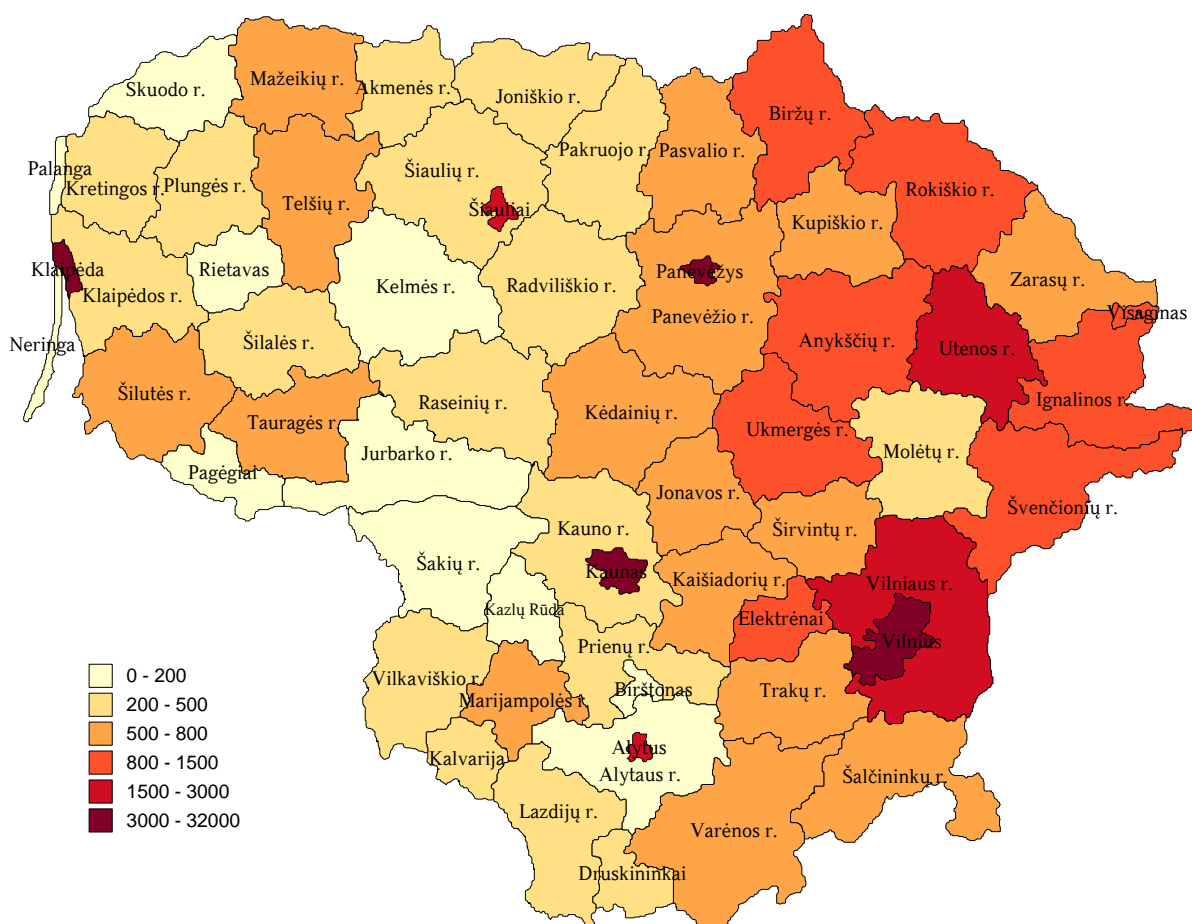 Skuodo r.
Mažeikių r.
Akmenės r.
Joniškio r.
Biržų r.
Palanga
Kretingos r.
Plungės r.
Telšių r.
Šiaulių r.
Šiauliai
Pakruojo r.
Pasvalio r.
Rokiškio r.
Kupiškio r.
Klaipėda
Klaipėdos r.
Rietavas
Kelmės r.
Radviliškio r.
Panevėžys
Panevėžio r.
Zarasų r.
Visaginas
Neringa
Šilalės r.
Anykščių r.
Utenos r.
Ignalinos r.
Šilutės r.
Tauragės r.
Raseinių r.
Kėdainių r.
Ukmergės r.
Molėtų r.
Pagėgiai
Jurbarko r.
Jonavos r.
Švenčionių r.
Kauno r.
Širvintų r.
Šakių r.
Kaunas
Kaišiadorių r.
Vilniaus r.
Kazlų Rūda
Elektrėnai
Vilnius
Prienų r.
Vilkaviškio r.
Birštonas
Marijampolės r.
Trakų r.
Kalvarija
Alytus
Alytaus r.
Šalčininkų r.
Lazdijų r.
Varėnos r.
Druskininkai
0 - 200
200 - 500
500 - 800
800 - 1500
1500 - 3000
3000 - 32000